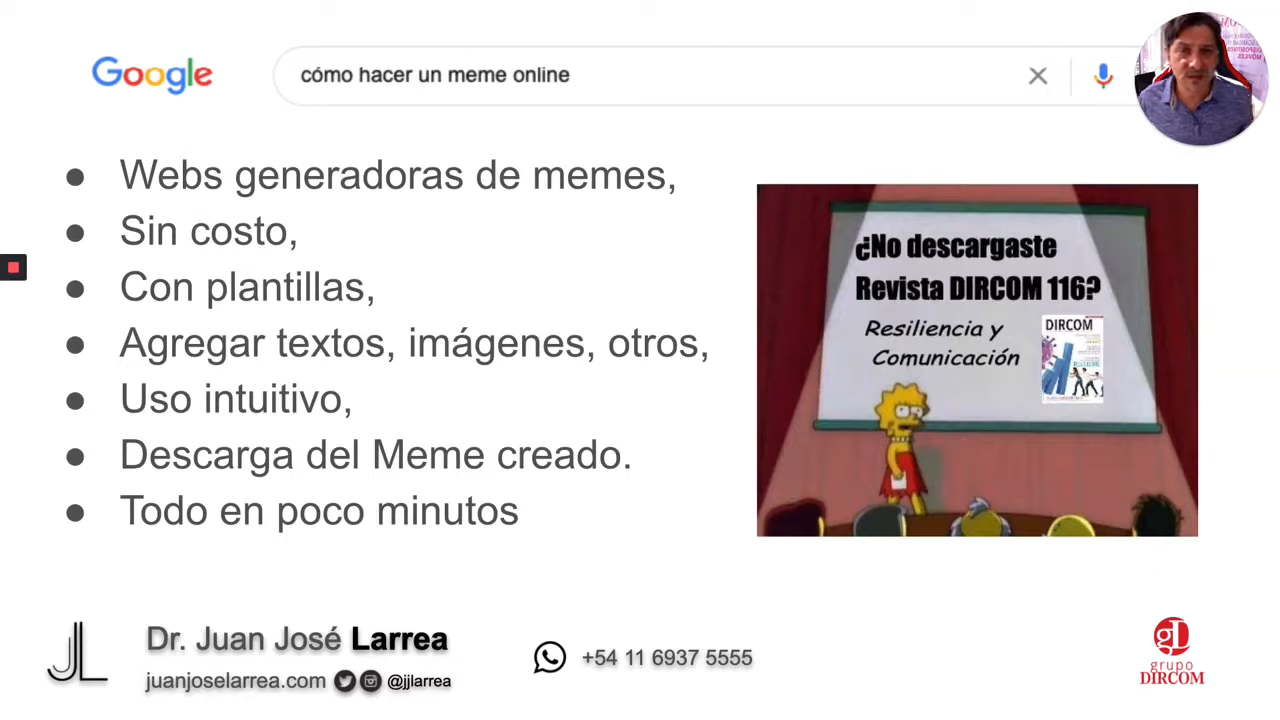 Google
cómo hacer un meme online
Webs generadoras de memes,
Sin costo,
Con plantillas,
Agregar textos, imágenes, otros,
Uso intuitivo,
Descarga del Meme creado.
Todo en poco minutos
¿No descargaste
Revista DIRCOM 116?
Resiliencia y
Comunicación
DIRCOM
JL
Dr. Juan José Larrea
juanjoselarrea.com @jjlarrea
+54 11 6937 5555
gL
grupo
DIRCOM